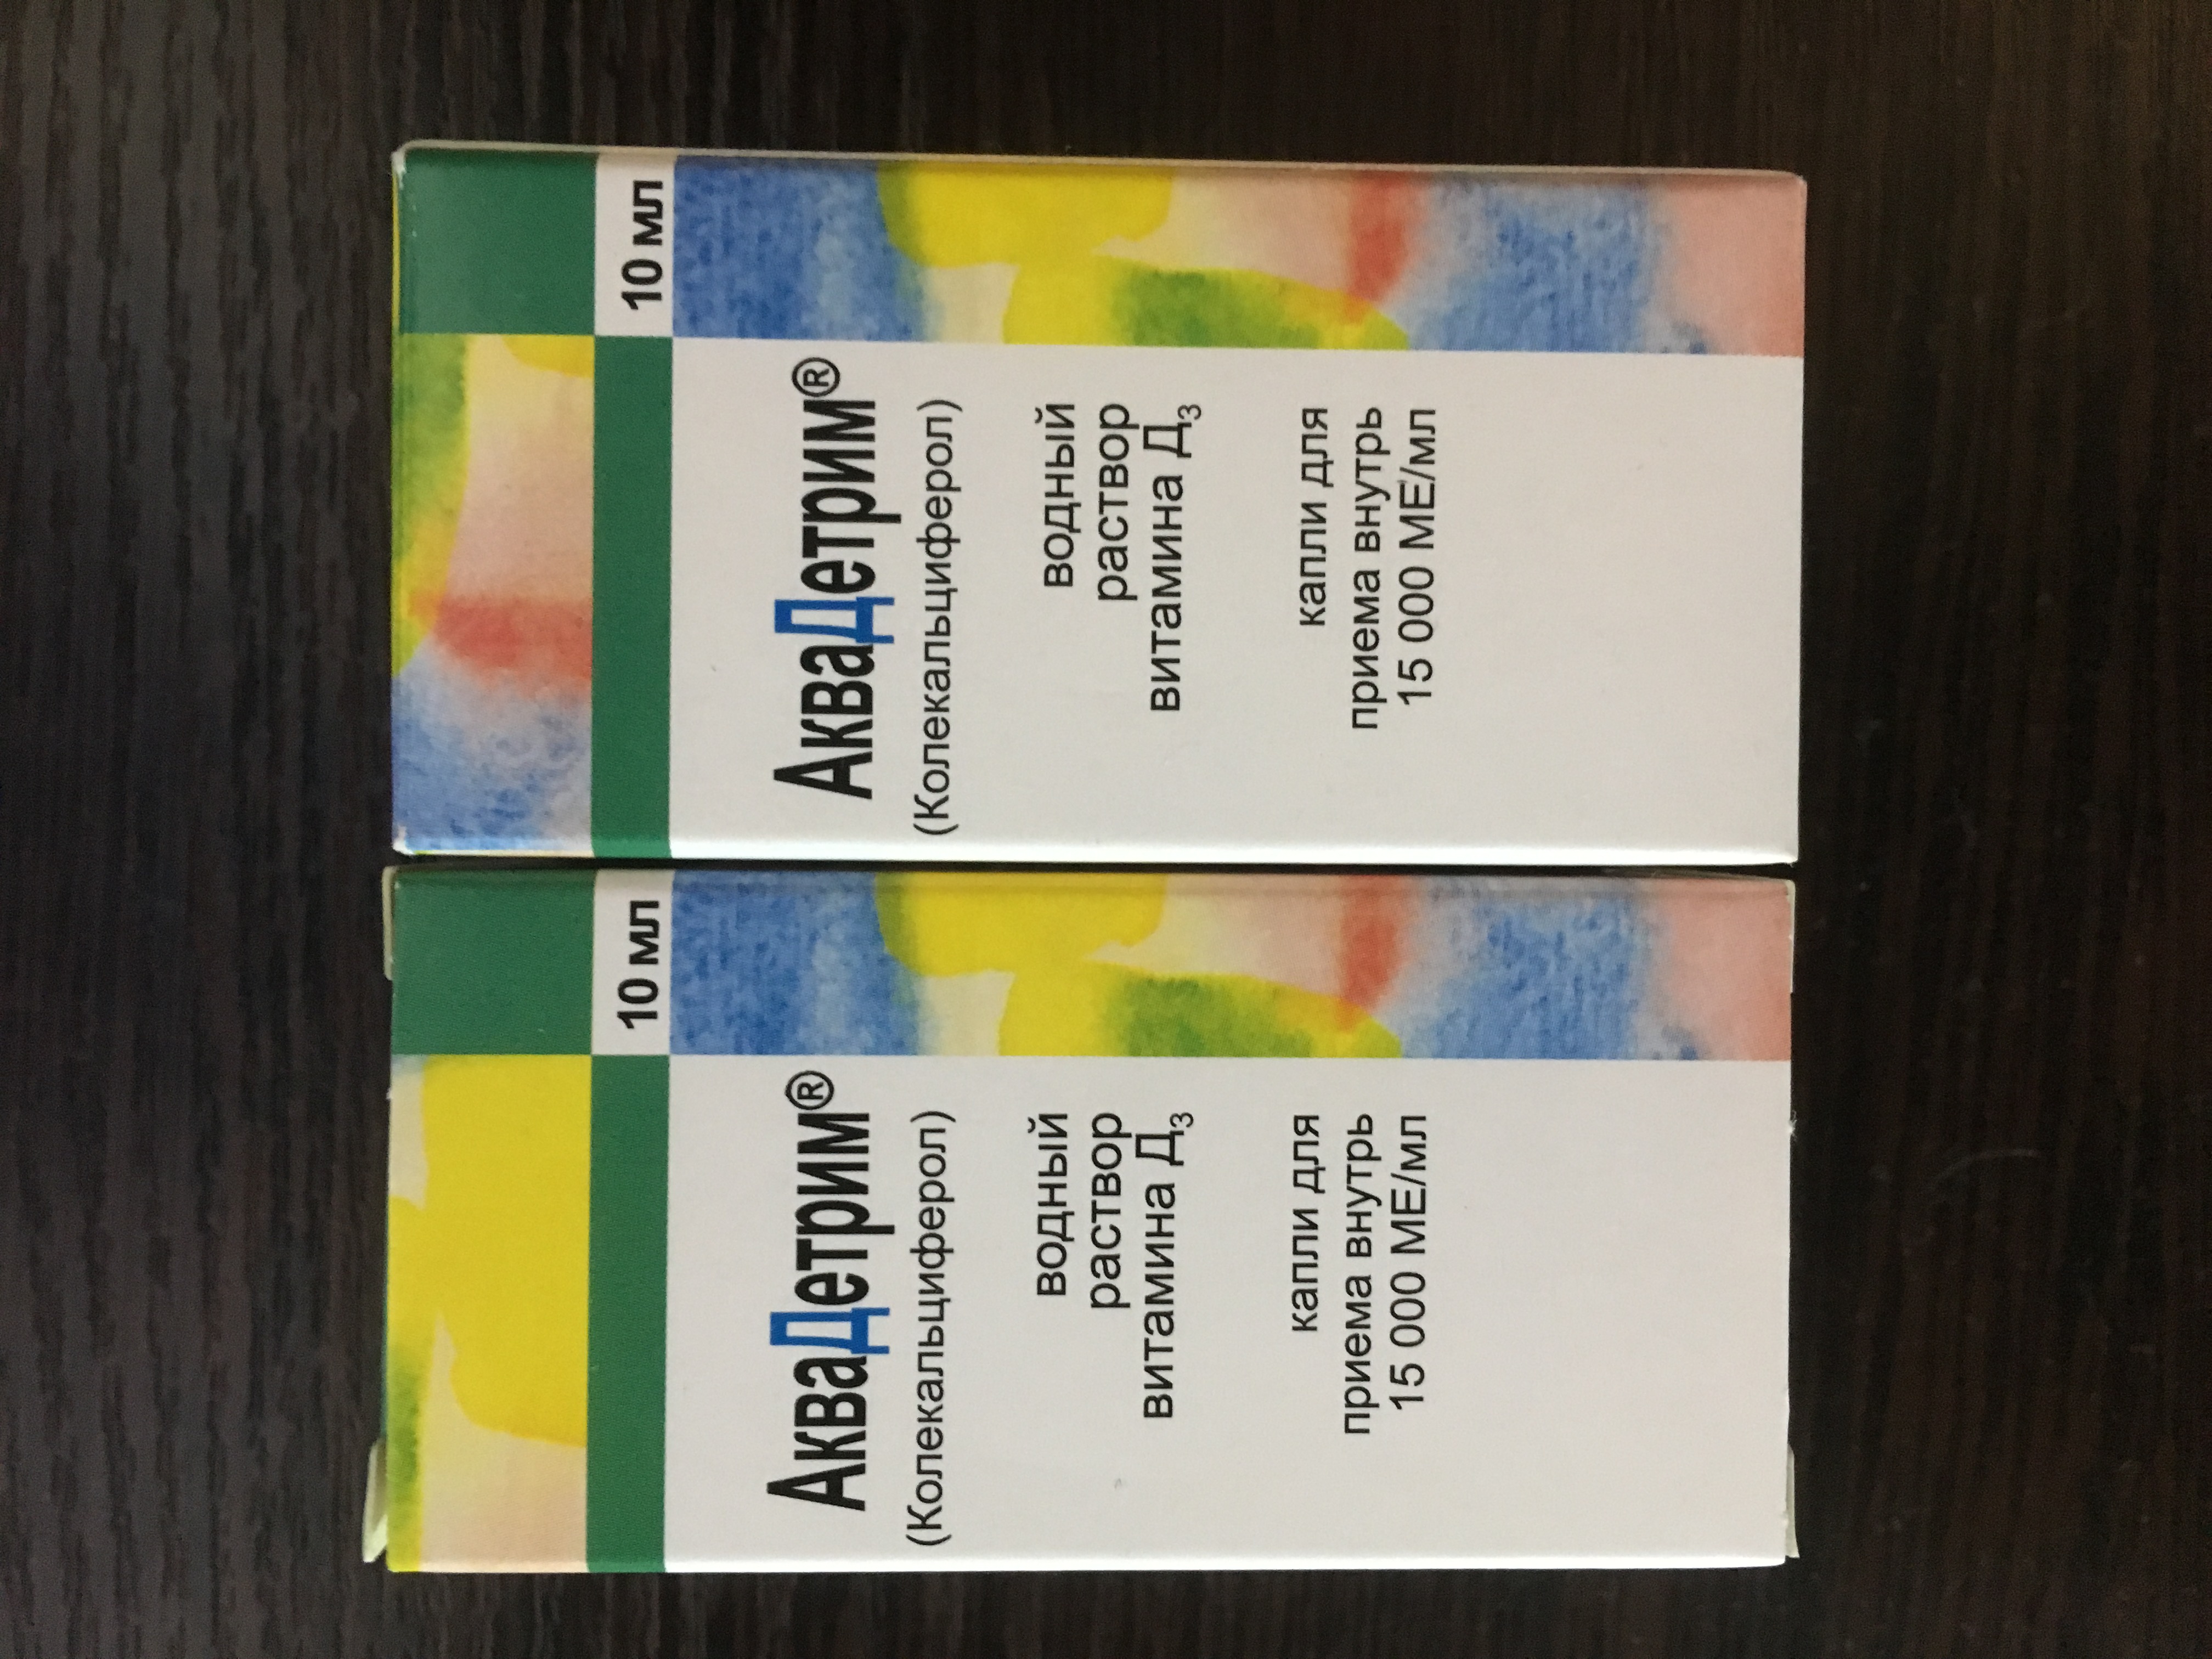 10 мл
АкваДетрим®
(Колекальциферол)
водный
раствор
витамина Д₃
капли для
приема внутрь
15 000 МЕ/мл
10 мл
АкваДетрим®
(Колекальциферол)
водный
раствор
витамина Д₃
капли для
приема внутрь
15 000 МЕ/мл